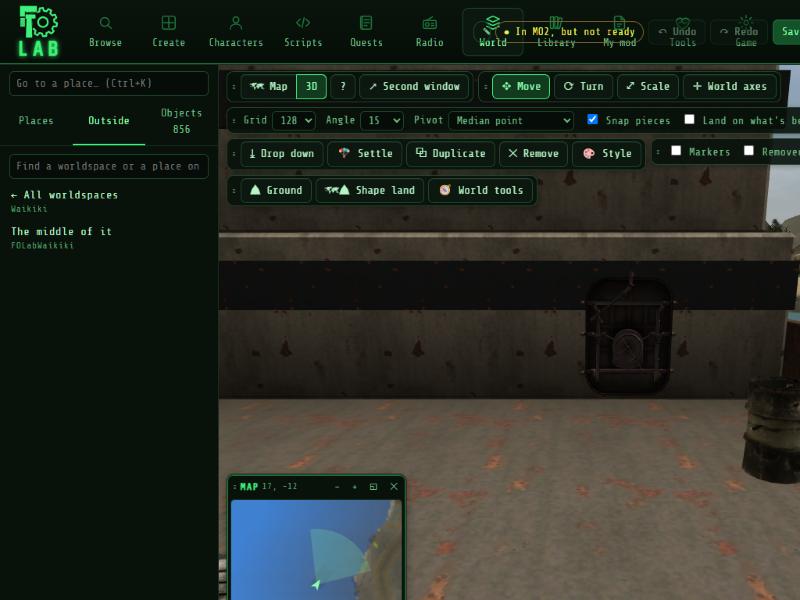 LAB
Browse
Create
Characters
Scripts
Quests
Radio
World
Library
My mod
Tools
Game
In MO2, but not ready
Undo
Redo
Sav
Go to a place… (Ctrl+K)
Places
Outside
Objects
856
Find a worldspace or a place on
← All worldspaces
Waikiki
The middle of it
FOLabWaikiki
Map
3D
?
Second window
Move
Turn
Scale
World axes
Grid
128
Angle
15
Pivot
Median point
Snap pieces
Land on what's be
Drop down
Settle
Duplicate
Remove
Style
Markers
Remove
Ground
Shape land
World tools
MAP 17, -12